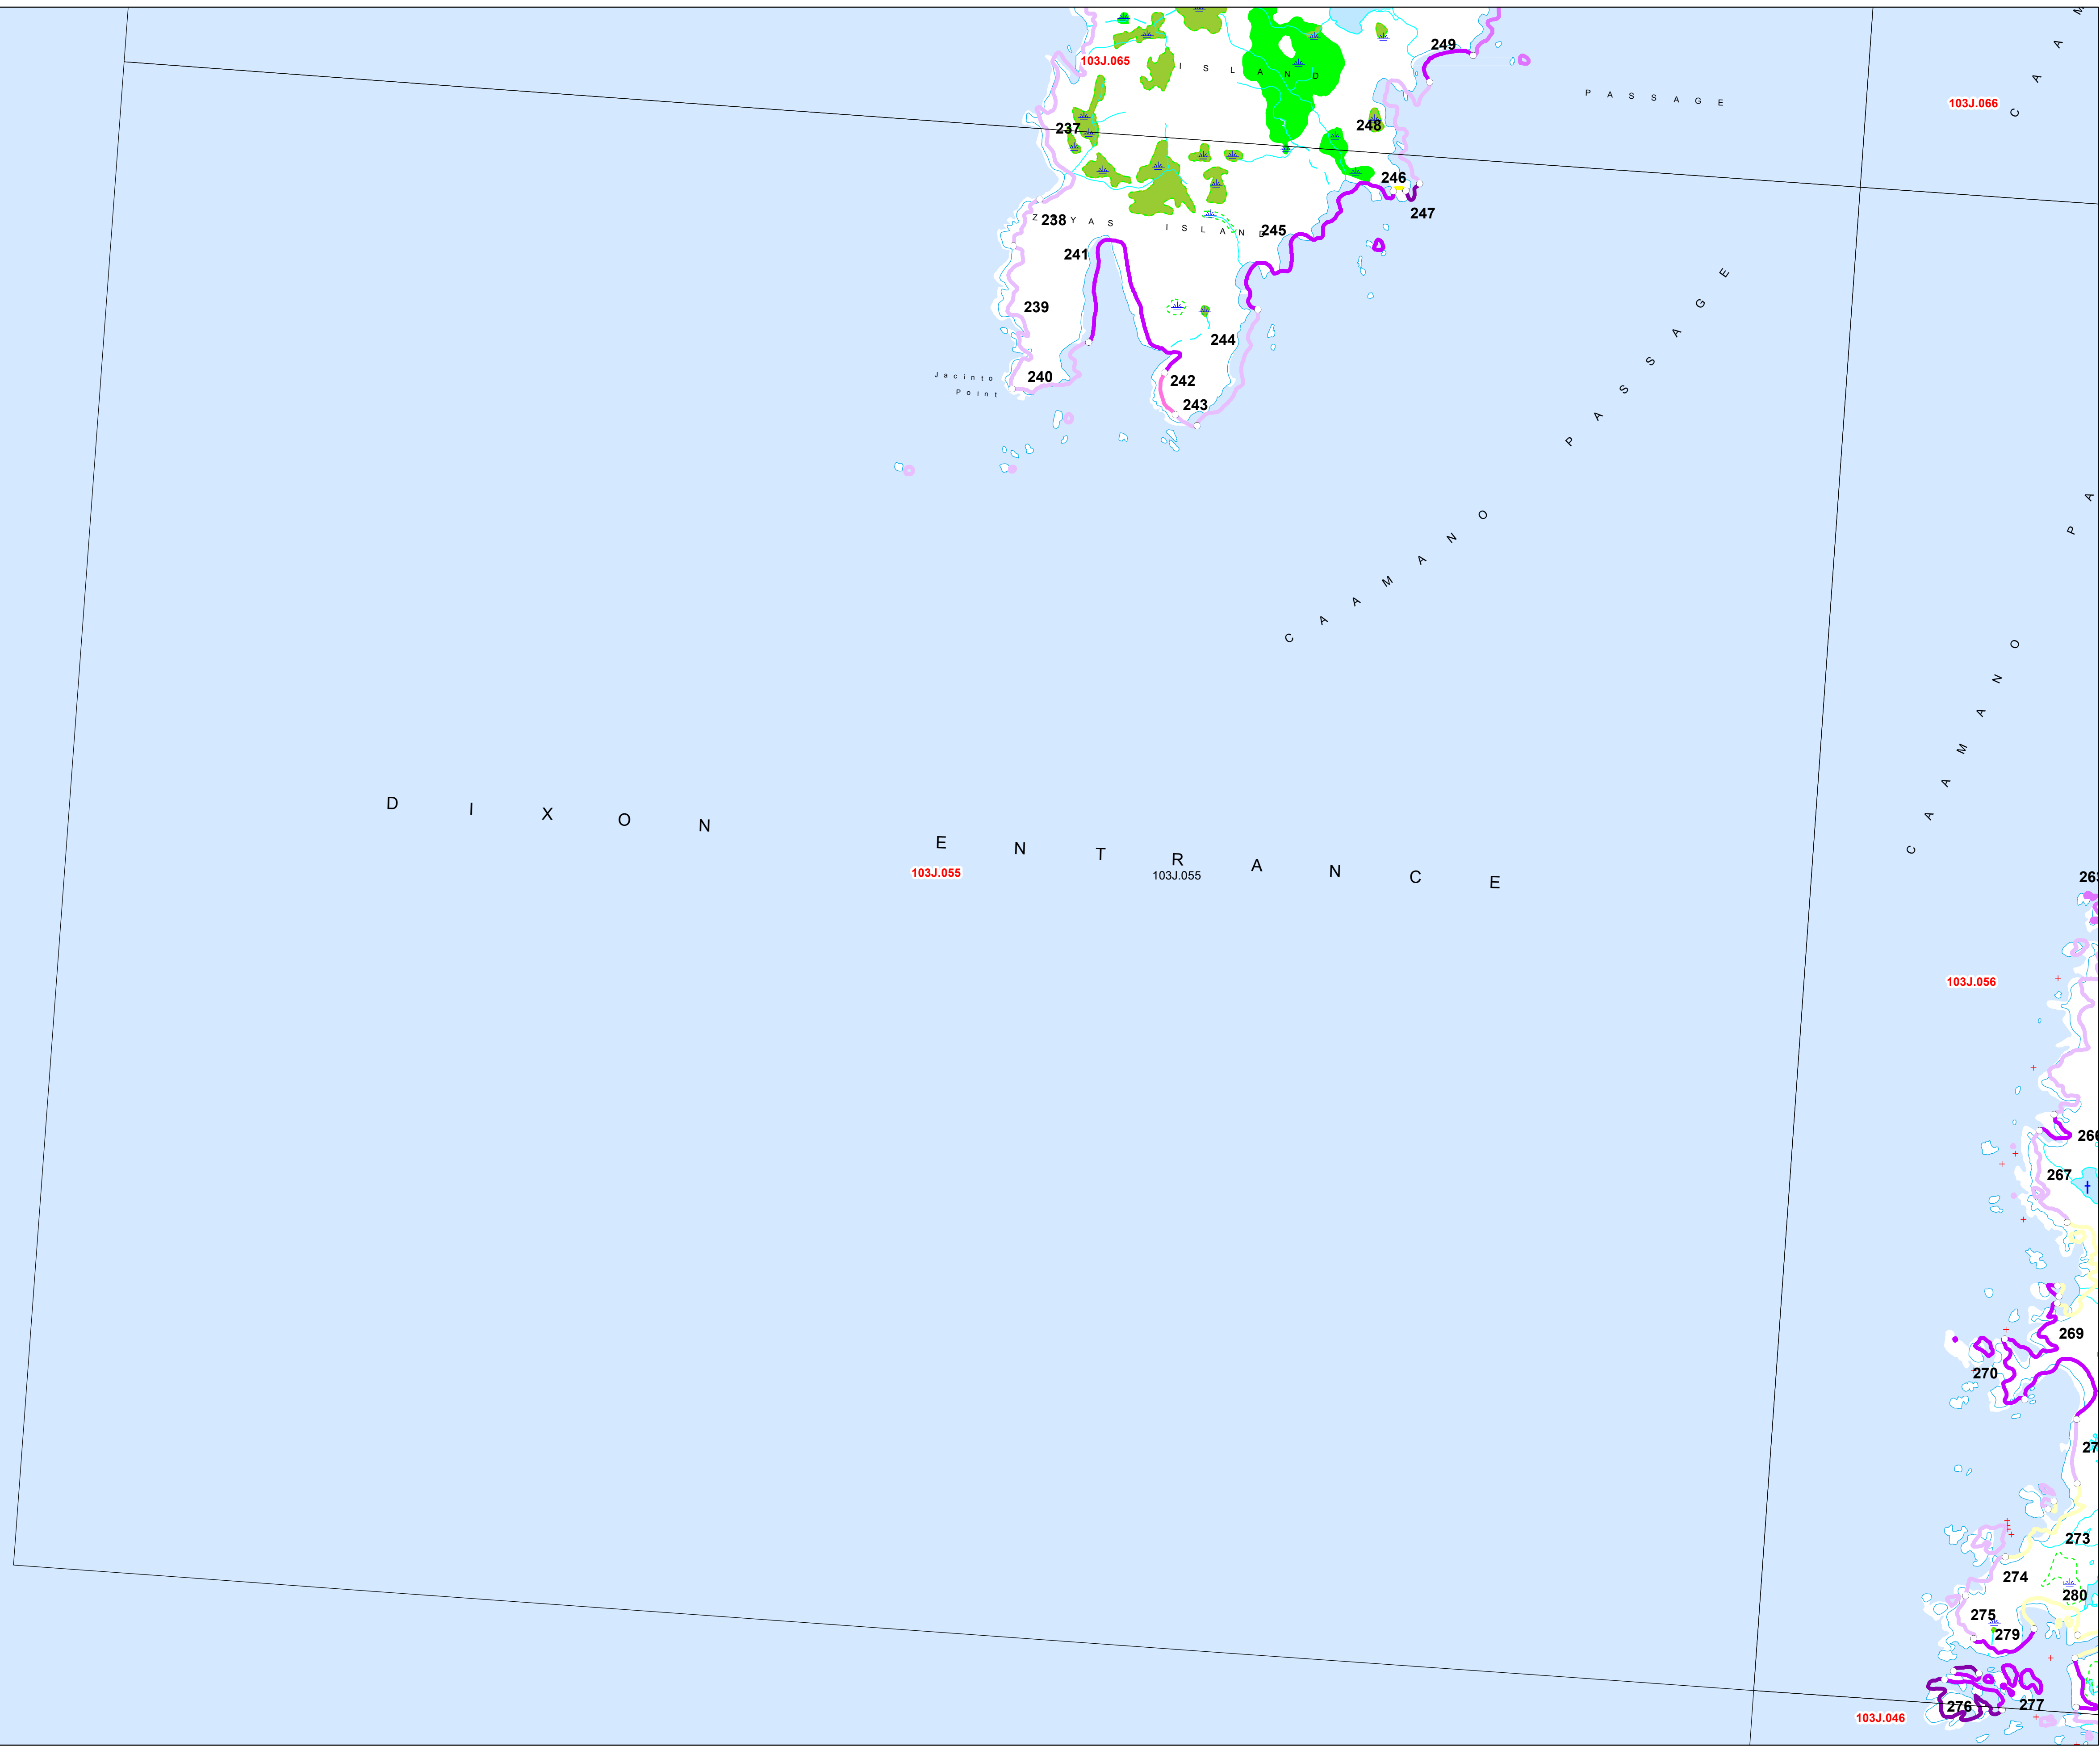 249
103J.065
I S L A N D
P A S S A G E
103J.066
C A A M
237
248
246
247
238
Z Y A S I S L A N D
245
241
239
244
P A S S A G E
Jacinto
Point
240
242
243
C A A M A N O
P A
C A A M A N O
D I X O N
E N T R A N C E
103J.055
103J.055
103J.056
267
269
270
273
274
280
275
279
276
277
103J.046